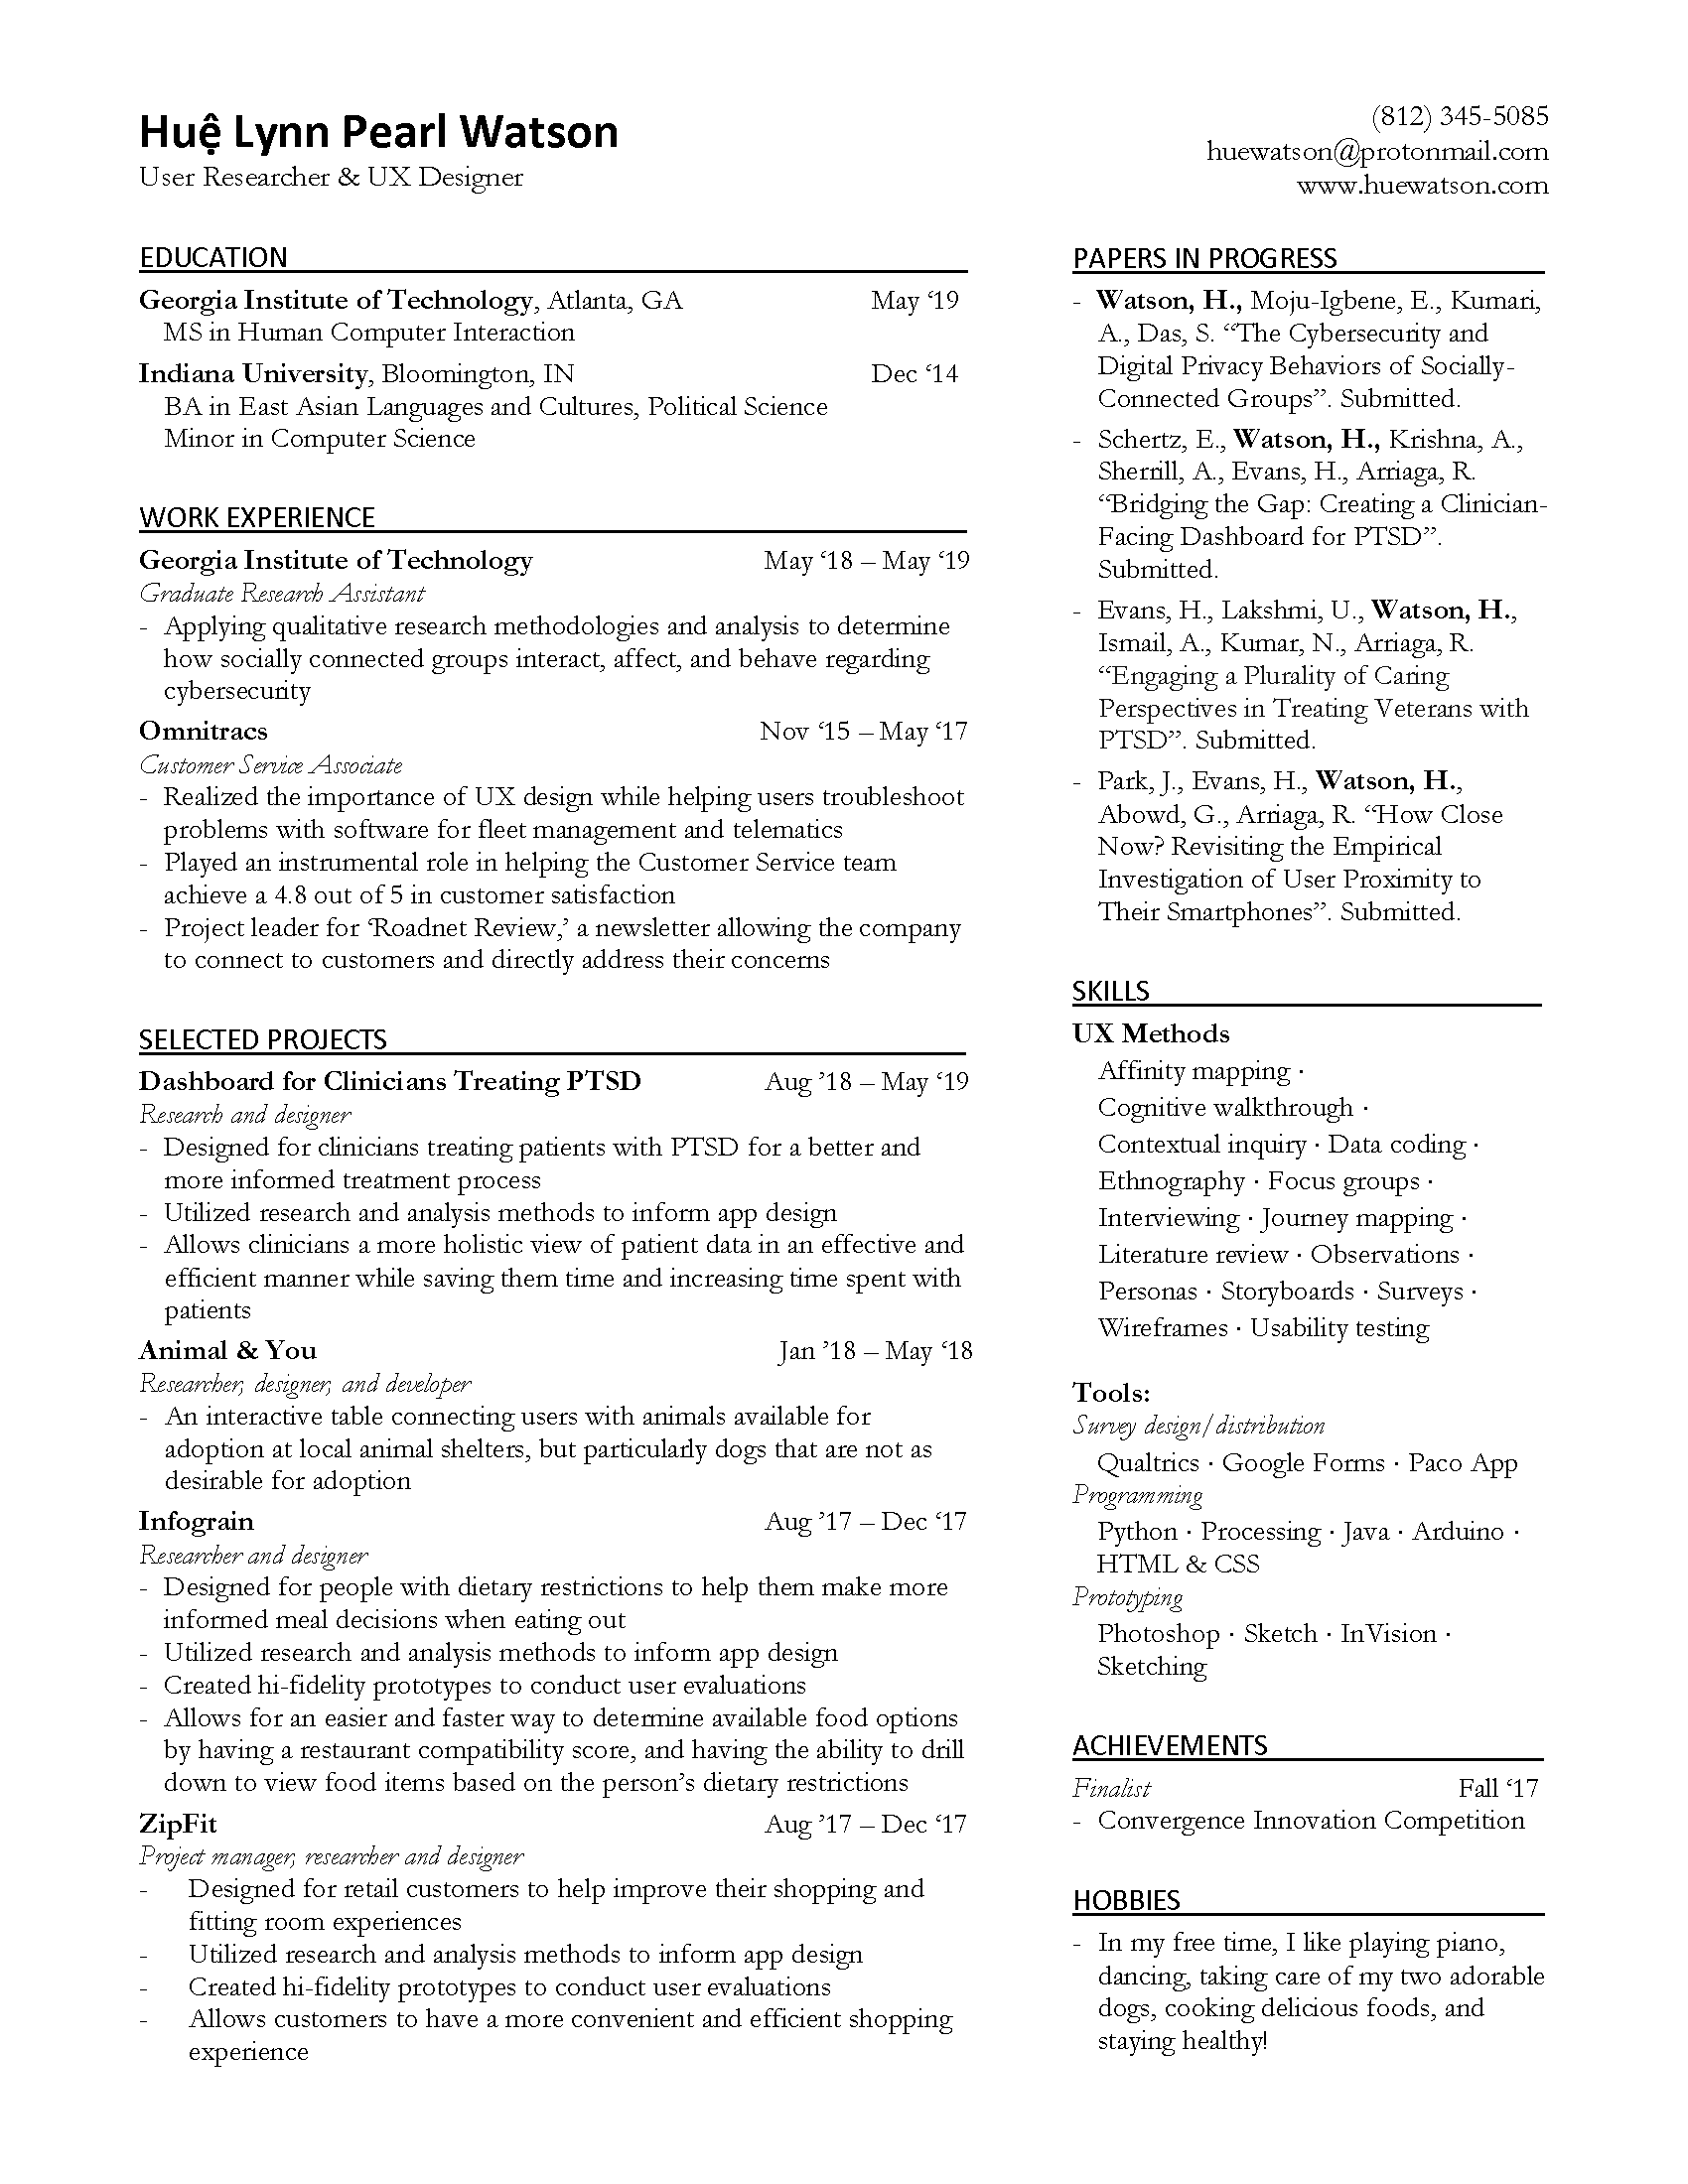 Huệ Lynn Pearl Watson
User Researcher & UX Designer
(812) 345-5085
huewatson@protonmail.com
www.huewatson.com
EDUCATION
Georgia Institute of Technology, Atlanta, GA May ‘19
MS in Human Computer Interaction
Indiana University, Bloomington, IN Dec ‘14
BA in East Asian Languages and Cultures, Political Science
Minor in Computer Science
WORK EXPERIENCE
Georgia Institute of Technology May ‘18 – May ‘19
Graduate Research Assistant
- Applying qualitative research methodologies and analysis to determine
how socially connected groups interact, affect, and behave regarding
cybersecurity
Omnitracs Nov ‘15 – May ‘17
Customer Service Associate
- Realized the importance of UX design while helping users troubleshoot
problems with software for fleet management and telematics
- Played an instrumental role in helping the Customer Service team
achieve a 4.8 out of 5 in customer satisfaction
- Project leader for ‘Roadnet Review,’ a newsletter allowing the company
to connect to customers and directly address their concerns
SELECTED PROJECTS
Dashboard for Clinicians Treating PTSD Aug ’18 – May ‘19
Research and designer
- Designed for clinicians treating patients with PTSD for a better and
more informed treatment process
- Utilized research and analysis methods to inform app design
- Allows clinicians a more holistic view of patient data in an effective and
efficient manner while saving them time and increasing time spent with
patients
Animal & You Jan ’18 – May ‘18
Researcher, designer, and developer
- An interactive table connecting users with animals available for
adoption at local animal shelters, but particularly dogs that are not as
desirable for adoption
Infograin Aug ’17 – Dec ‘17
Researcher and designer
- Designed for people with dietary restrictions to help them make more
informed meal decisions when eating out
- Utilized research and analysis methods to inform app design
- Created hi-fidelity prototypes to conduct user evaluations
- Allows for an easier and faster way to determine available food options
by having a restaurant compatibility score, and having the ability to drill
down to view food items based on the person’s dietary restrictions
ZipFit Aug ’17 – Dec ‘17
Project manager, researcher and designer
- Designed for retail customers to help improve their shopping and
fitting room experiences
- Utilized research and analysis methods to inform app design
- Created hi-fidelity prototypes to conduct user evaluations
- Allows customers to have a more convenient and efficient shopping
experience
PAPERS IN PROGRESS
- Watson, H., Moju-Igbene, E., Kumari,
A., Das, S. “The Cybersecurity and
Digital Privacy Behaviors of Socially-
Connected Groups”. Submitted.
- Schertz, E., Watson, H., Krishna, A.,
Sherrill, A., Evans, H., Arriaga, R.
“Bridging the Gap: Creating a Clinician-
Facing Dashboard for PTSD”.
Submitted.
- Evans, H., Lakshmi, U., Watson, H.,
Ismail, A., Kumar, N., Arriaga, R.
“Engaging a Plurality of Caring
Perspectives in Treating Veterans with
PTSD”. Submitted.
- Park, J., Evans, H., Watson, H.,
Abowd, G., Arriaga, R. “How Close
Now? Revisiting the Empirical
Investigation of User Proximity to
Their Smartphones”. Submitted.
SKILLS
UX Methods
Affinity mapping ·
Cognitive walkthrough ·
Contextual inquiry · Data coding ·
Ethnography · Focus groups ·
Interviewing · Journey mapping ·
Literature review · Observations ·
Personas · Storyboards · Surveys ·
Wireframes · Usability testing
Tools:
Survey design/distribution
Qualtrics · Google Forms · Paco App
Programming
Python · Processing · Java · Arduino ·
HTML & CSS
Prototyping
Photoshop · Sketch · InVision ·
Sketching
ACHIEVEMENTS
Finalist Fall ‘17
- Convergence Innovation Competition
HOBBIES
- In my free time, I like playing piano,
dancing, taking care of my two adorable
dogs, cooking delicious foods, and
staying healthy!